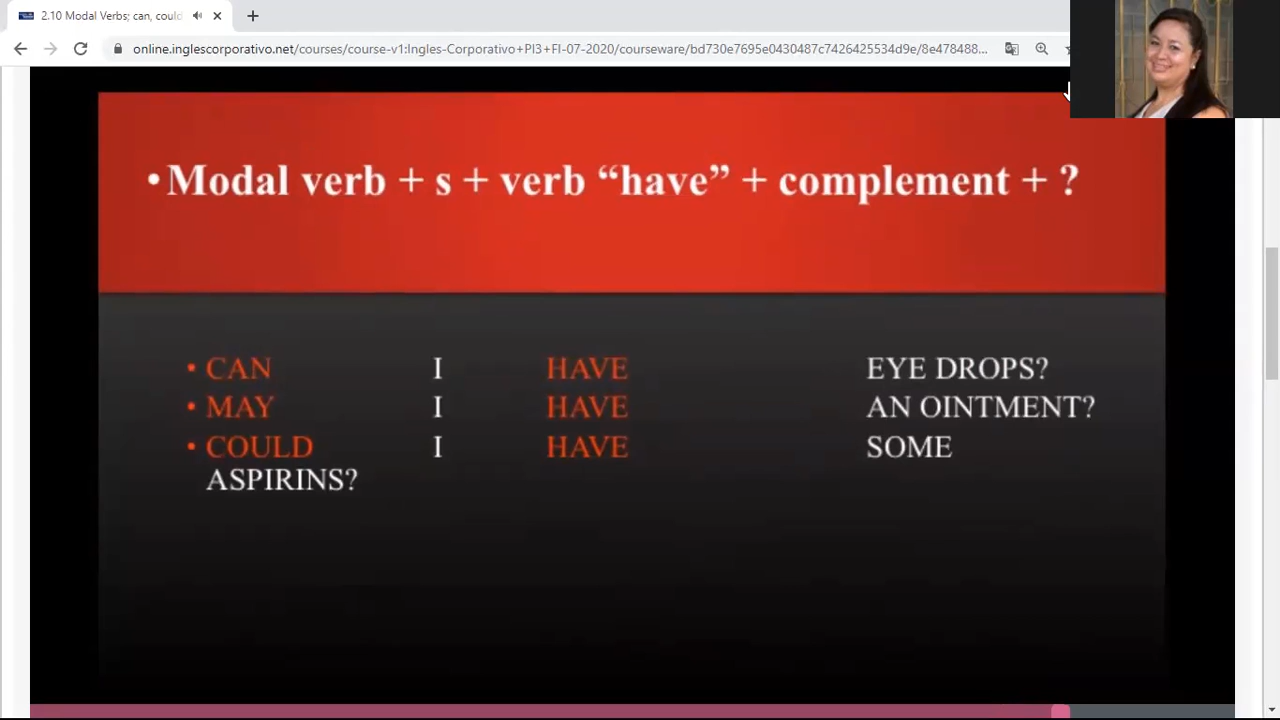 2.10 Modal Verbs; can, could
online.inglescorporativo.net/courses/course-v1:Ingles-Corporativo+PI3+FI-07-2020/courseware/bd730e7695e0430487c7426425534d9e/8e478488...
•Modal verb + s + verb “have” + complement + ?
• CAN I HAVE EYE DROPS?
• MAY I HAVE AN OINTMENT?
• COULD I HAVE SOME
ASPIRINS?